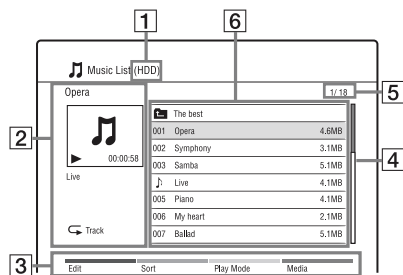 1
6
Music List (HDD)
Opera
1/ 18
5
The best
001 Opera 4.6MB
2
002 Symphony 3.1MB
00:00:58
003 Samba 5.1MB
4
Live
Live 4.1MB
005 Piano 4.1MB
006 My heart 2.1MB
Track
007 Ballad 5.1MB
3
Edit Sort Play Mode Media